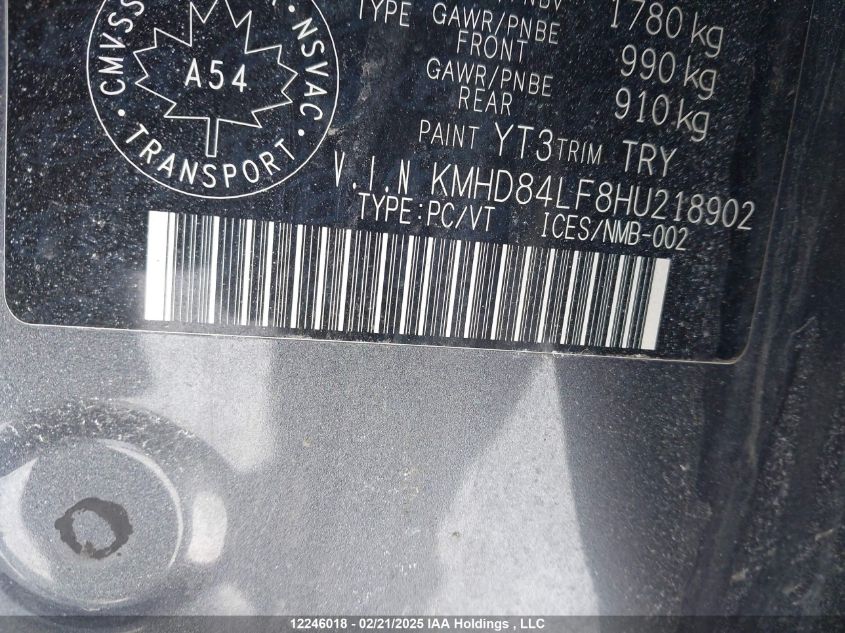 1780 kg
TYPE GAWR/PNBE 990 kg
FRONT
GAWR/PNBE 910 kg
REAR
PAINT YT3 TRIM TRY
V.I.N KMHD84LF8HU218902
TYPE:PC/VT ICES/NMB-002
CMVSS
NSVAC
A54
TRANSPORT
12246018 - 02/21/2025 IAA Holdings , LLC